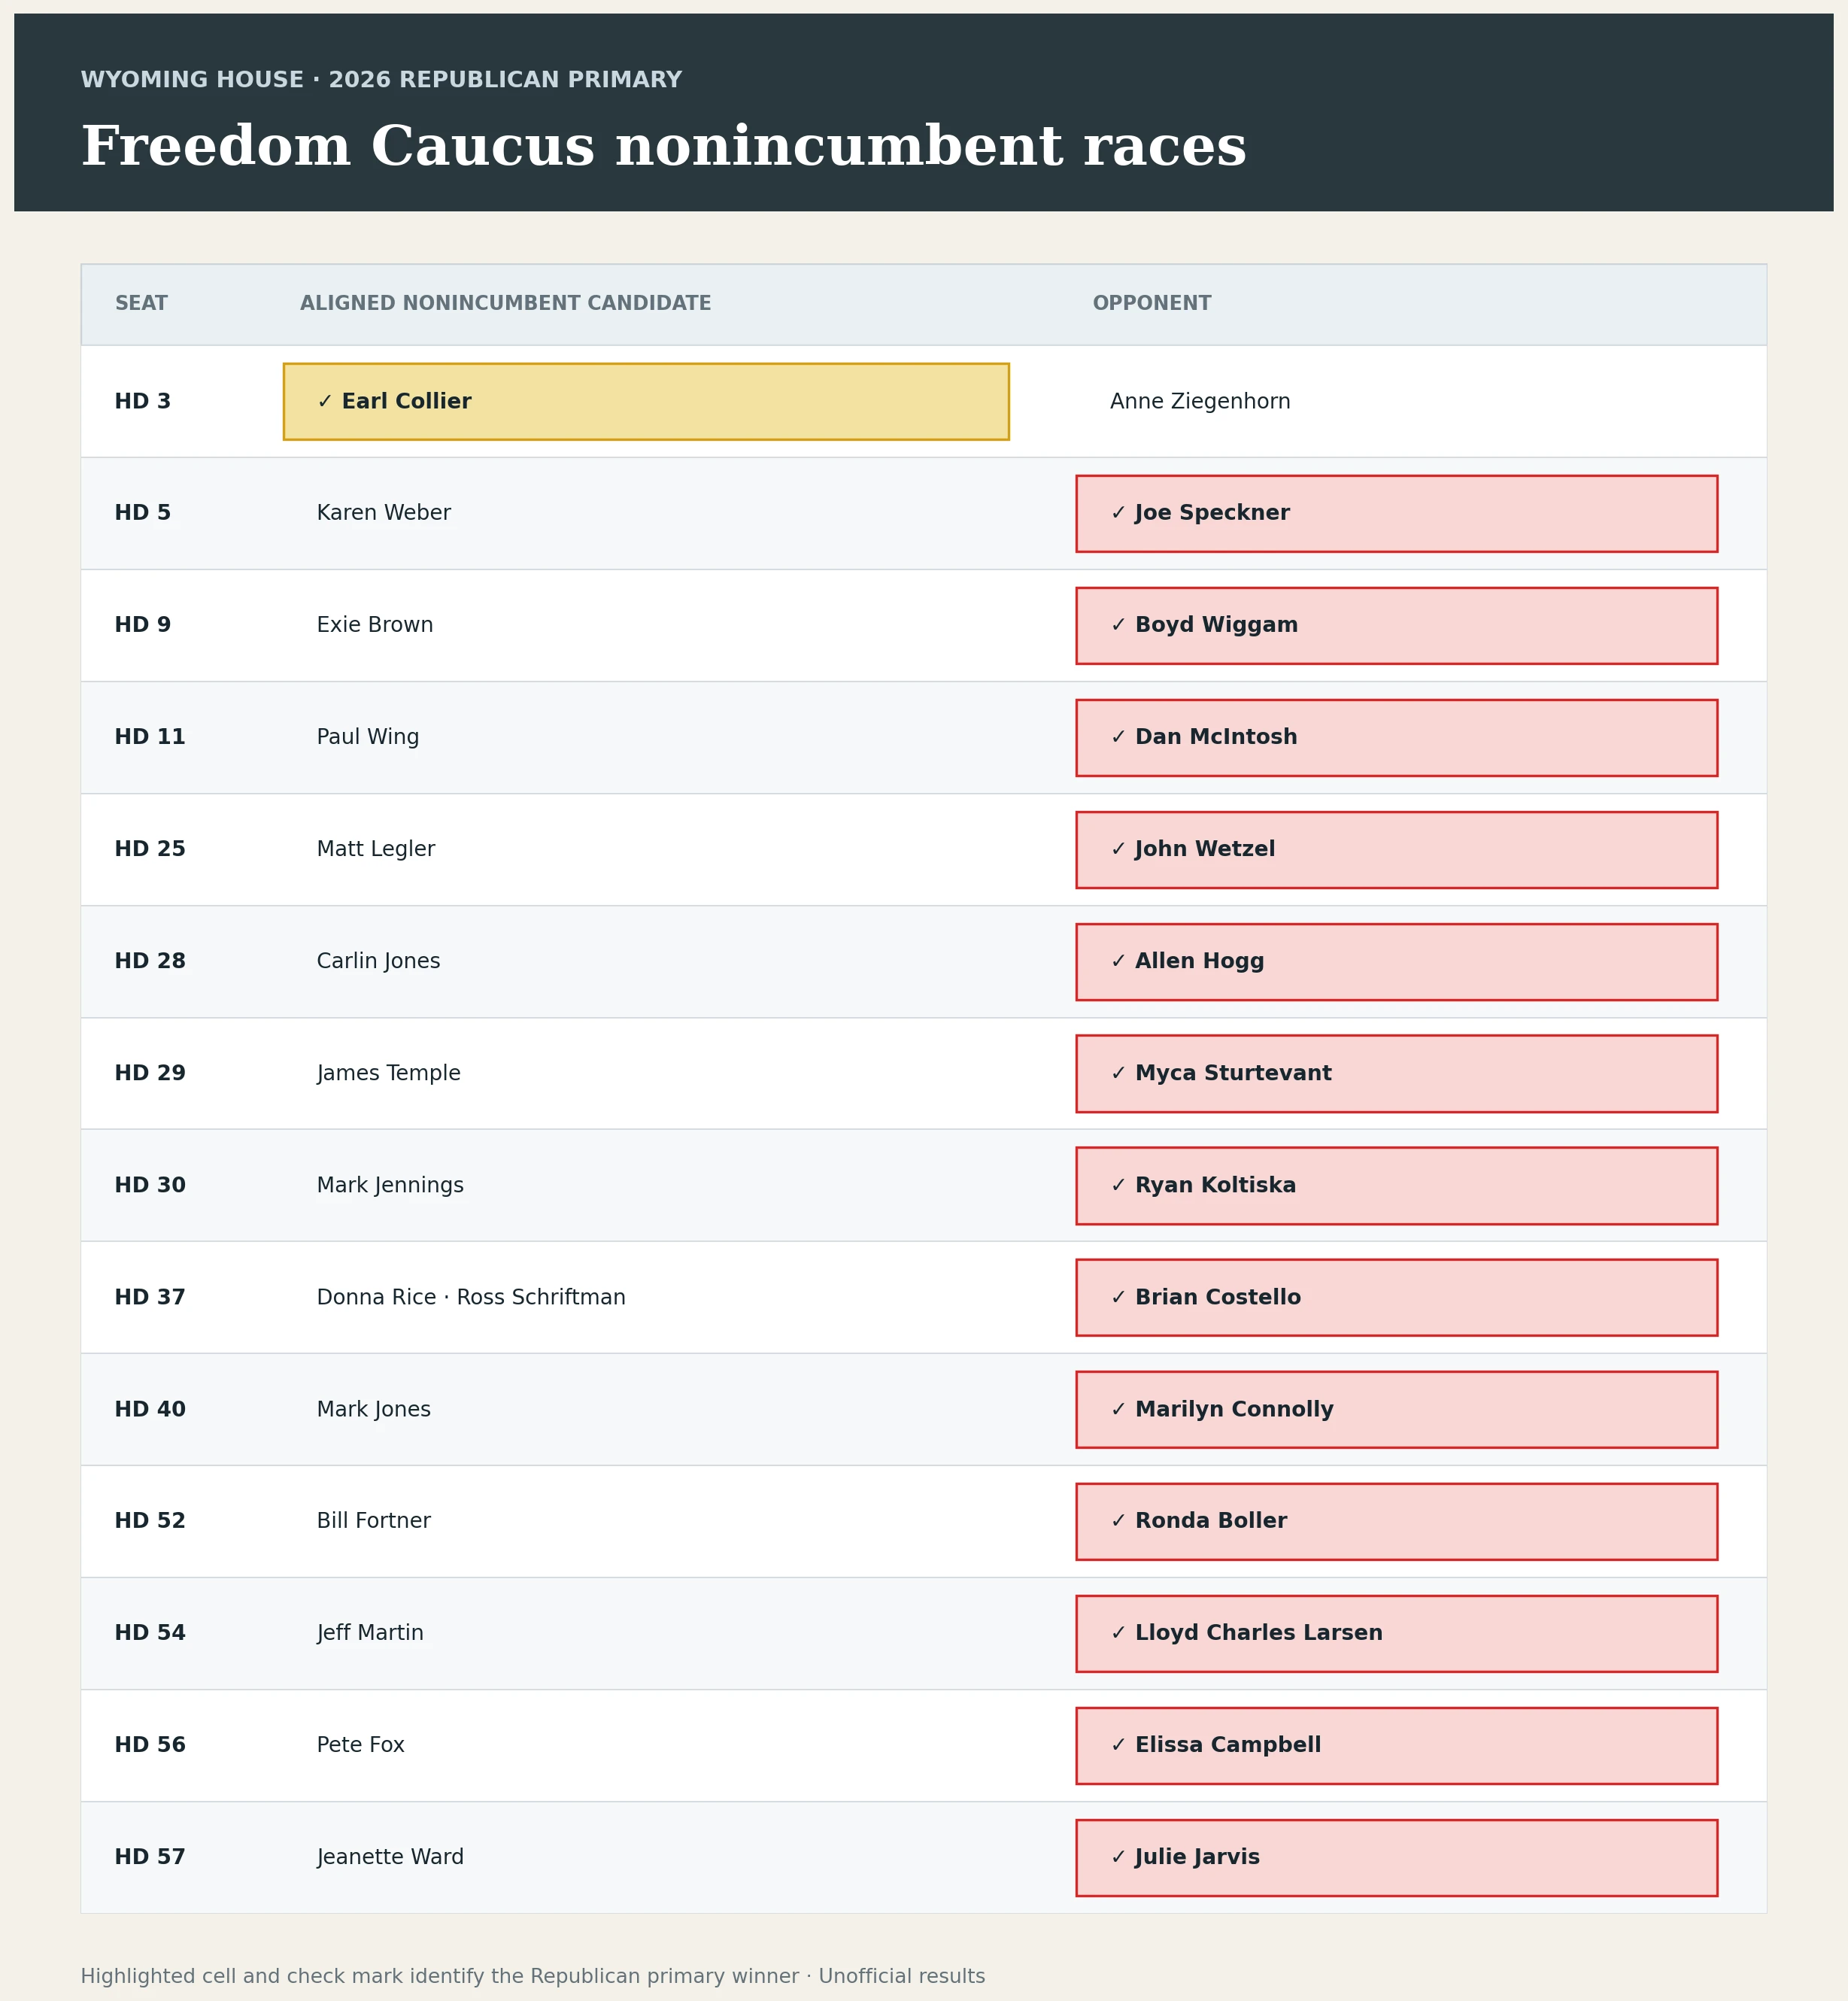 WYOMING HOUSE · 2026 REPUBLICAN PRIMARY
Freedom Caucus nonincumbent races
SEAT ALIGNED NONINCUMBENT CANDIDATE OPPONENT
HD 3 ✓ Earl Collier Anne Ziegenhorn
HD 5 Karen Weber ✓ Joe Speckner
HD 9 Exie Brown ✓ Boyd Wiggam
HD 11 Paul Wing ✓ Dan McIntosh
HD 25 Matt Legler ✓ John Wetzel
HD 28 Carlin Jones ✓ Allen Hogg
HD 29 James Temple ✓ Myca Sturtevant
HD 30 Mark Jennings ✓ Ryan Koltiska
HD 37 Donna Rice · Ross Schriftman ✓ Brian Costello
HD 40 Mark Jones ✓ Marilyn Connolly
HD 52 Bill Fortner ✓ Ronda Boller
HD 54 Jeff Martin ✓ Lloyd Charles Larsen
HD 56 Pete Fox ✓ Elissa Campbell
HD 57 Jeanette Ward ✓ Julie Jarvis
Highlighted cell and check mark identify the Republican primary winner · Unofficial results